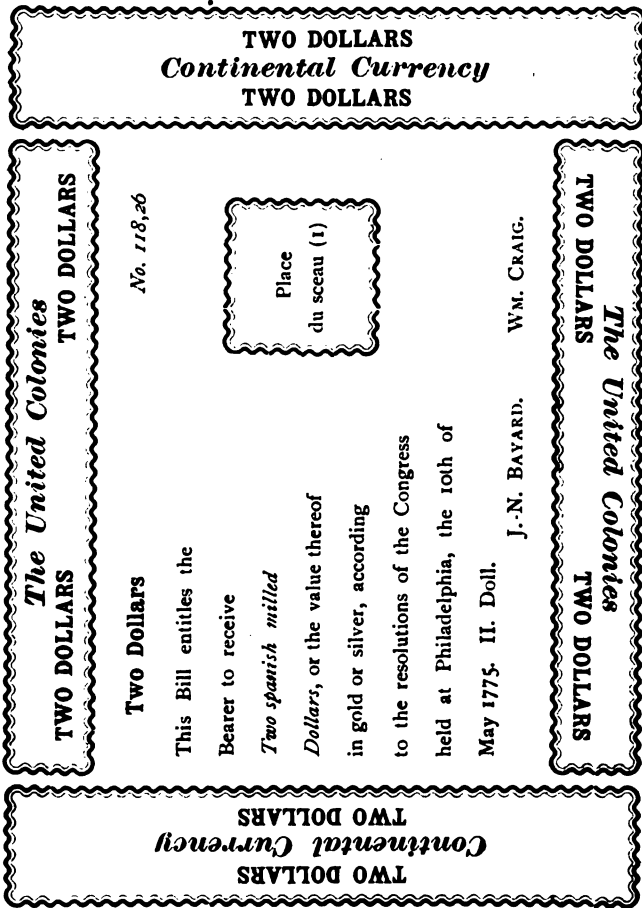 TWO DOLLARS
Continental Currency
TWO DOLLARS
The United Colonies
TWO DOLLARS TWO DOLLARS
Two Dollars No. 118,26
This Bill entitles the
Bearer to receive
Two spanish milled
Dollars, or the value thereof
in gold or silver, according
to the resolutions of the Congress
held at Philadelphia, the 10th of
May 1775. II. Doll.
Place
du sceau (1)
J.-N. BAYARD. WM. CRAIG.
The United Colonies
TWO DOLLARS TWO DOLLARS
TWO DOLLARS
Continental Currency
TWO DOLLARS